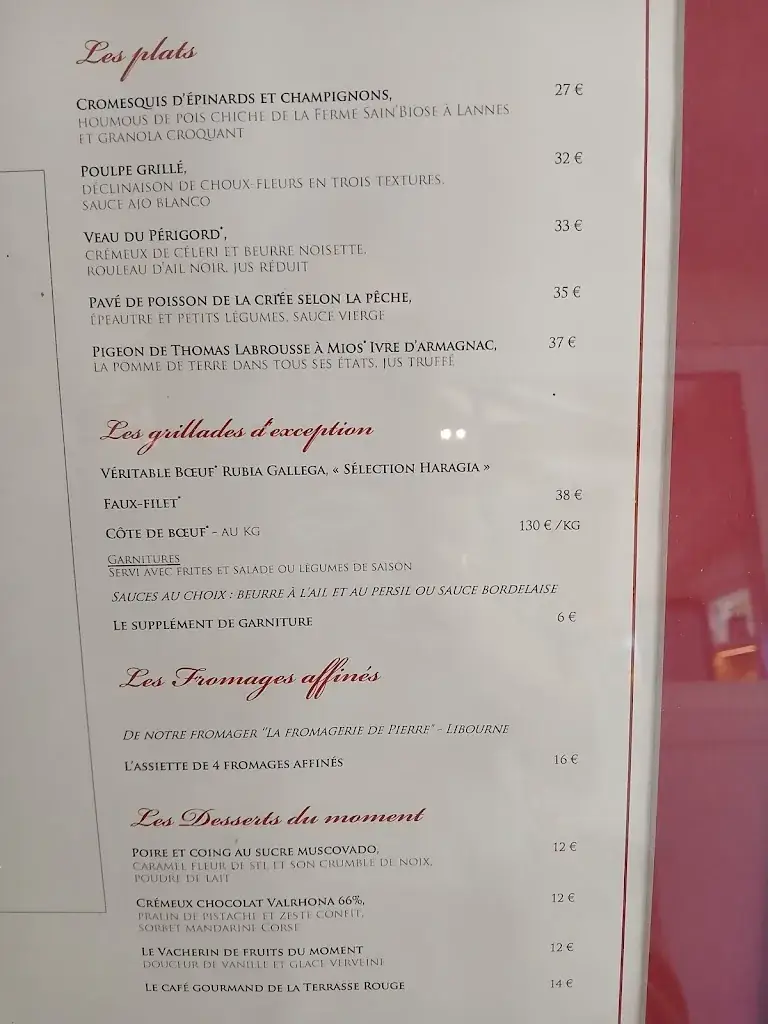 Les plats
Cromesquis d'épinards et champignons, 27 €
houmous de pois chiche de la Ferme Sain'Biose à Lannes
et granola croquant
Poulpe grillé, 32 €
déclinaison de choux-fleurs en trois textures,
sauce ajo blanco
Veau du Périgord*, 33 €
crémeux de céleri et beurre noisette,
rouleau d'ail noir, jus réduit
Pavé de poisson de la criée selon la pêche, 35 €
épeautre et petits légumes, sauce vierge
Pigeon de Thomas Labrousse à Mios* Ivre d'Armagnac, 37 €
la pomme de terre dans tous ses états, jus truffé
Les grillades d'exception
Véritable Bœuf* Rubia Gallega, « Sélection Haragia »
Faux-filet* 38 €
Côte de bœuf* - au kg 130 € /kg
Garnitures
Servi avec frites et salade ou légumes de saison
Sauces au choix : beurre à l'ail et au persil ou sauce bordelaise
Le supplément de garniture 6 €
Les Fromages affinés
De notre fromager "La fromagerie de Pierre" - Libourne
L'assiette de 4 fromages affinés 16 €
Les Desserts du moment
Poire et coing au sucre muscovado, 12 €
caramel fleur de sel et son crumble de noix,
poudre de lait
Crémeux chocolat Valrhona 66%, 12 €
pralin de pistache et zeste confit,
sorbet mandarine Corse
Le Vacherin de fruits du moment 12 €
douceur de vanille et glace verveine
Le café gourmand de la Terrasse Rouge 14 €